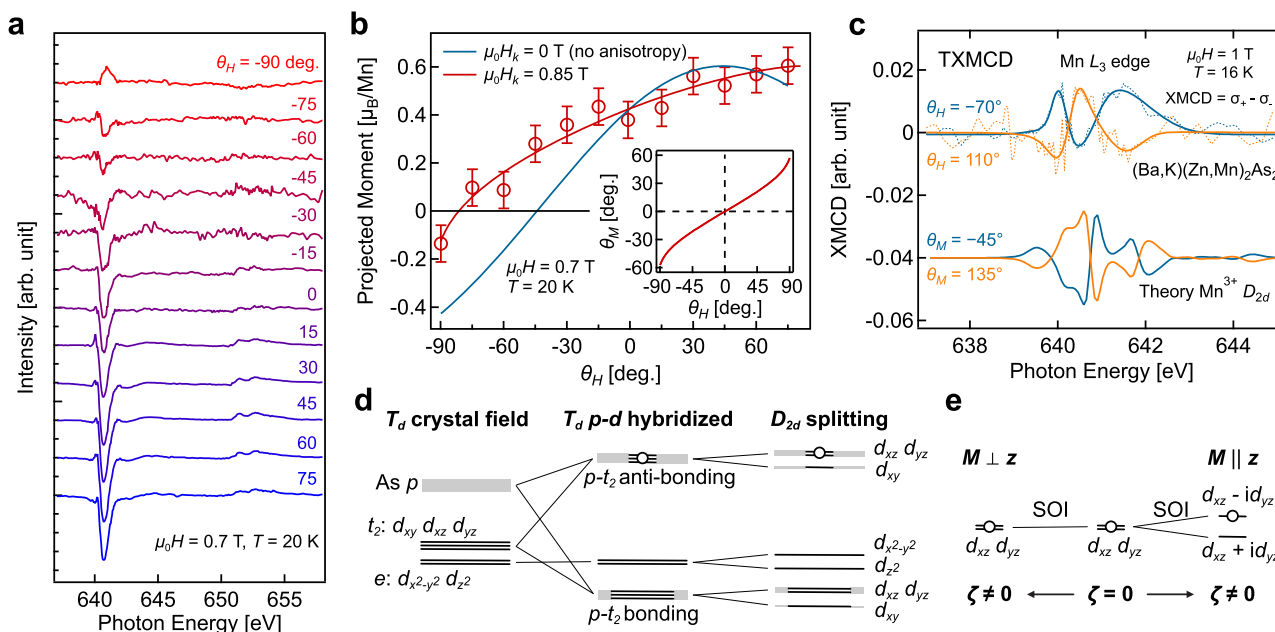 a
θH = -90 deg.
-75
-60
-45
-30
-15
0
15
30
45
60
75
μ0H = 0.7 T, T = 20 K
Intensity [arb. unit]
640 645 650 655
Photon Energy [eV]
b
μ0Hk = 0 T (no anisotropy)
μ0Hk = 0.85 T
Projected Moment [μB/Mn]
0.6
0.4
0.2
0
-0.2
-0.4
μ0H = 0.7 T
T = 20 K
-90 -60 -30 0 30 60
θH [deg.]
θM [deg.]
60
30
0
-30
-60
-90 -45 0 45 90
θH [deg.]
c
TXMCD
Mn L3 edge
μ0H = 1 T
T = 16 K
XMCD = σ+ - σ-
θH = −70°
θH = 110°
(Ba,K)(Zn,Mn)2As2
θM = −45°
θM = 135°
Theory Mn3+ D2d
XMCD [arb. unit]
0.02
0
-0.02
-0.04
-0.06
638 640 642 644
Photon Energy [eV]
d
Td crystal field
Td p-d hybridized
D2d splitting
As p
t2: dxy dxz dyz
e: dx2-y2 dz2
p-t2 anti-bonding
p-t2 bonding
dxz dyz
dxy
dx2-y2
dz2
dxz dyz
dxy
e
M ⊥ z
M || z
SOI
SOI
dxz - idyz
dxz dyz
dxz dyz
dxz + idyz
ζ ≠ 0 ← ζ = 0 → ζ ≠ 0